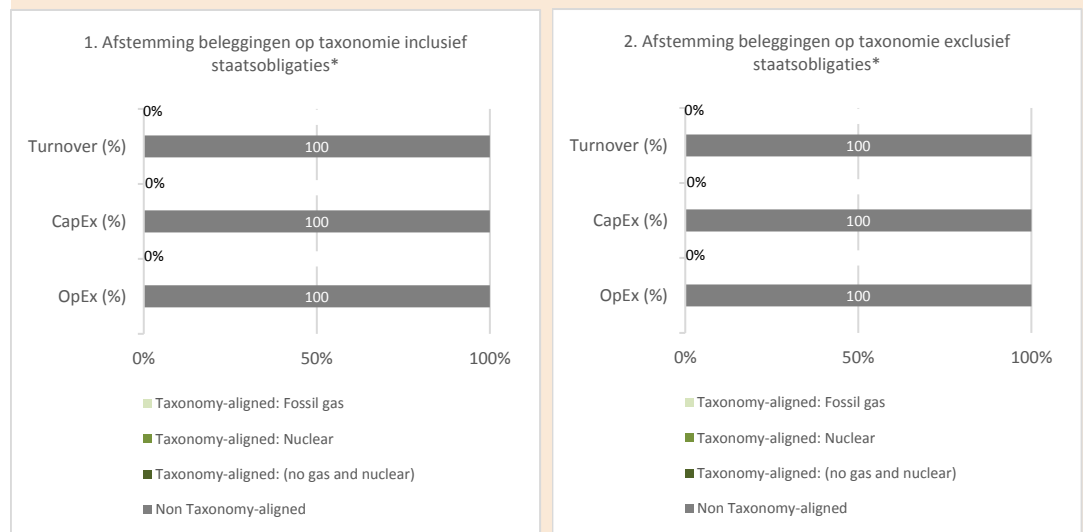 1. Afstemming beleggingen op taxonomie inclusief
staatsobligaties*
0%
Turnover (%)
100
0%
CapEx (%)
100
0%
OpEx (%)
100
0%
50%
100%
Taxonomy-aligned: Fossil gas
Taxonomy-aligned: Nuclear
Taxonomy-aligned: (no gas and nuclear)
Non Taxonomy-aligned
2. Afstemming beleggingen op taxonomie exclusief
staatsobligaties*
0%
Turnover (%)
100
0%
CapEx (%)
100
0%
OpEx (%)
100
0%
50%
100%
Taxonomy-aligned: Fossil gas
Taxonomy-aligned: Nuclear
Taxonomy-aligned: (no gas and nuclear)
Non Taxonomy-aligned